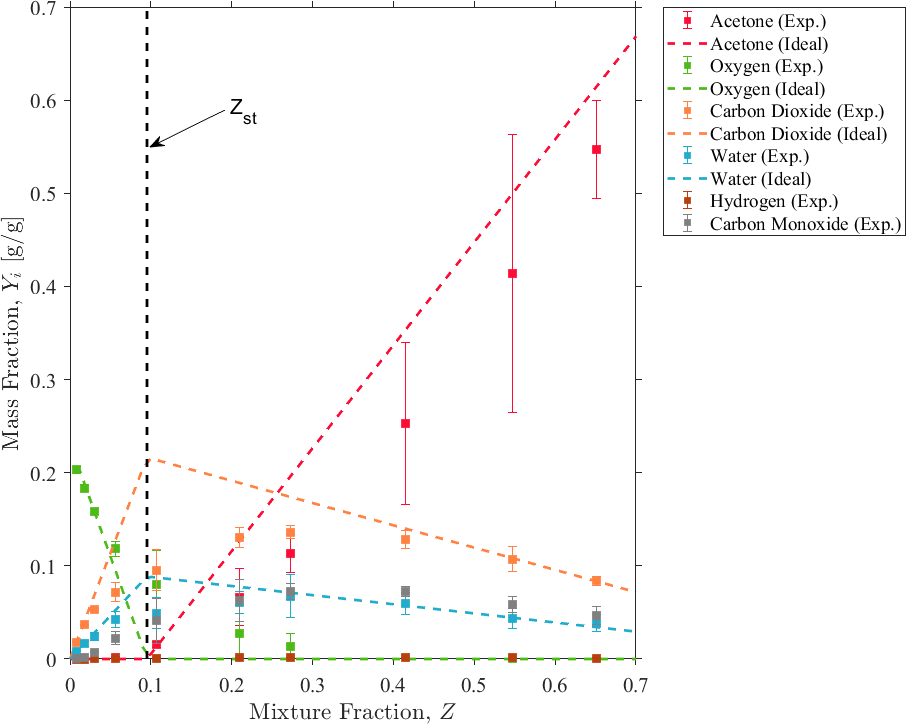 0.7
0.6
0.5
0.4
0.3
0.2
0.1
0
0 0.1 0.2 0.3 0.4 0.5 0.6 0.7
Mass Fraction, Yᵢ [g/g]
Mixture Fraction, Z
Zst
Acetone (Exp.)
Acetone (Ideal)
Oxygen (Exp.)
Oxygen (Ideal)
Carbon Dioxide (Exp.)
Carbon Dioxide (Ideal)
Water (Exp.)
Water (Ideal)
Hydrogen (Exp.)
Carbon Monoxide (Exp.)